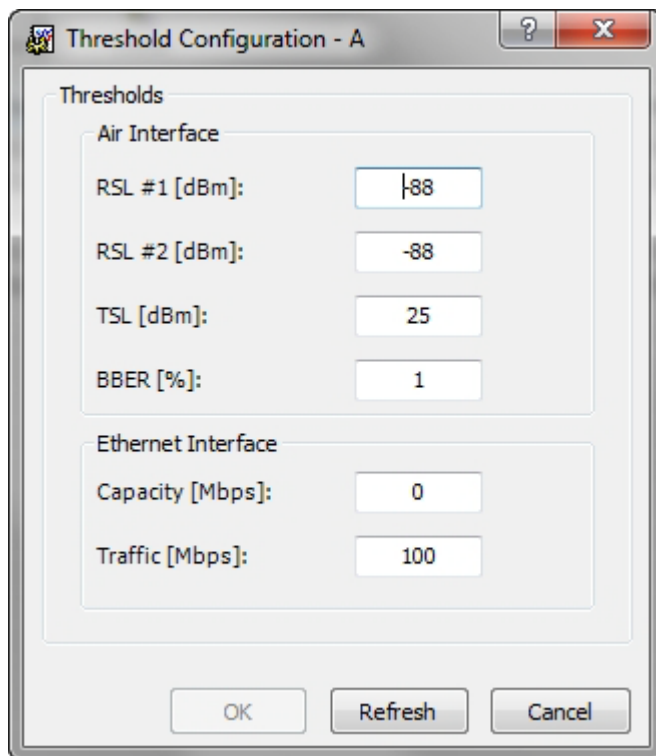 Threshold Configuration - A
?
X
Thresholds
Air Interface
RSL #1 [dBm]: -88
RSL #2 [dBm]: -88
TSL [dBm]: 25
BBER [%]: 1
Ethernet Interface
Capacity [Mbps]: 0
Traffic [Mbps]: 100
OK Refresh Cancel